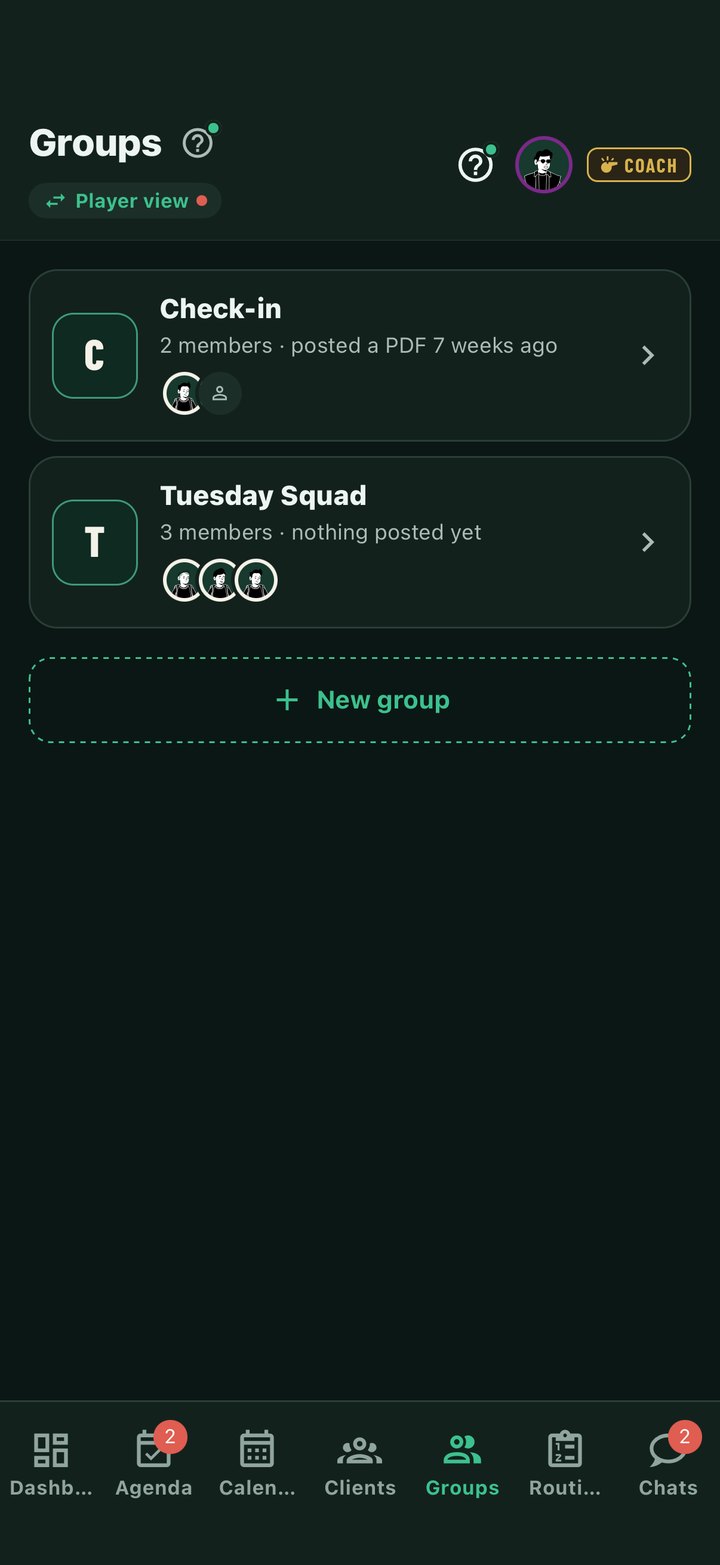 Groups
Player view
COACH
C
Check-in
2 members · posted a PDF 7 weeks ago
T
Tuesday Squad
3 members · nothing posted yet
+ New group
2
2
Dashb... Agenda Calen... Clients Groups Routi... Chats